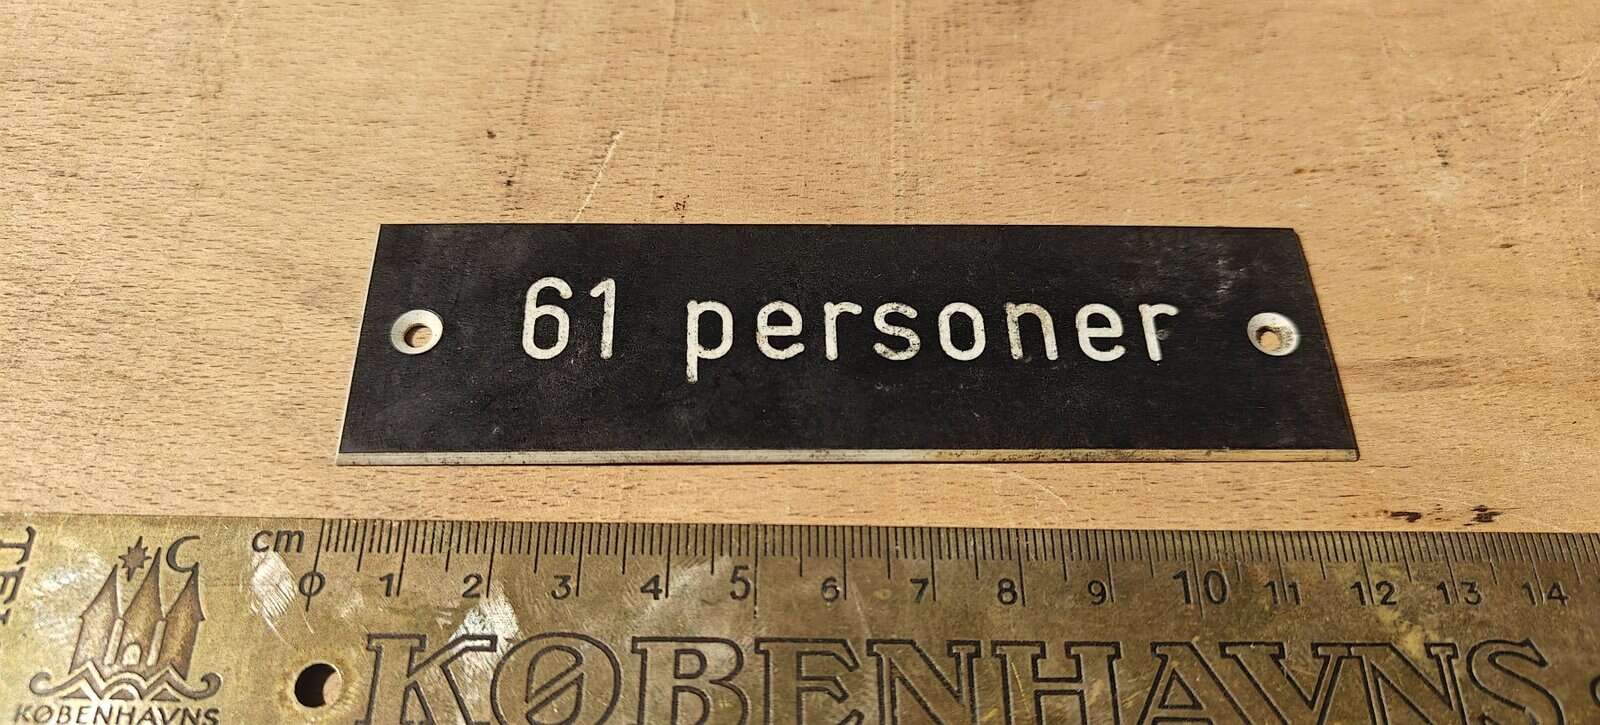 61 personer
cm
0 1 2 3 4 5 6 7 8 9 10 11 12 13 14
KØBENHAVNS
KØBENHAVNS